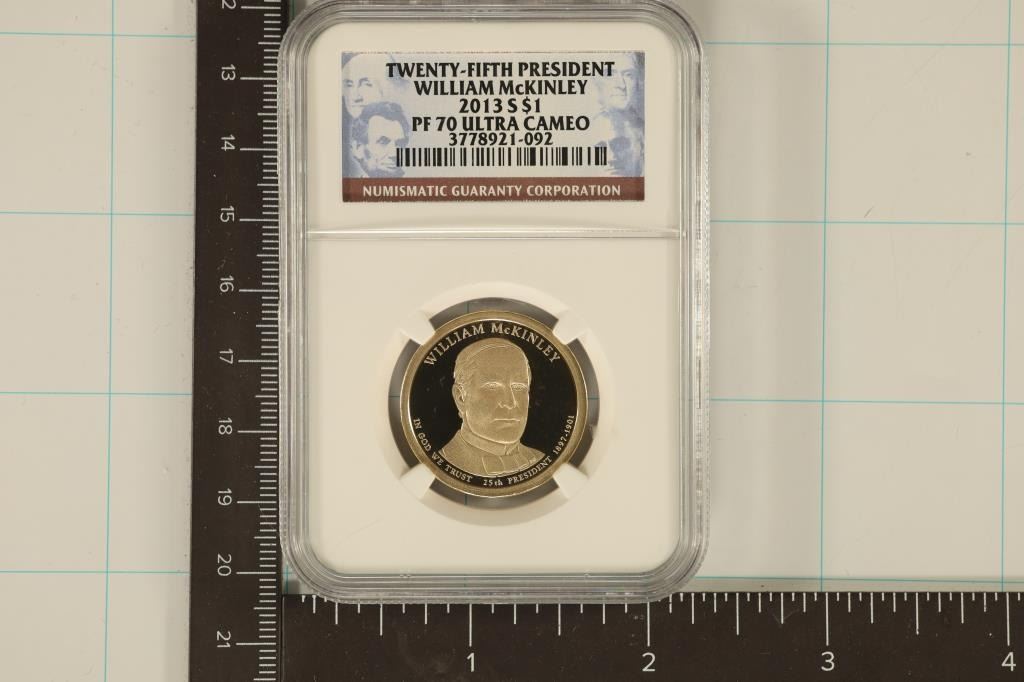 TWENTY-FIFTH PRESIDENT
WILLIAM McKINLEY
2013 S $1
PF 70 ULTRA CAMEO
3778921-092
NUMISMATIC GUARANTY CORPORATION
WILLIAM McKINLEY
IN GOD WE TRUST
25th PRESIDENT 1897-1901
12
13
14
15
16
17
18
19
20
21
1 2 3 4